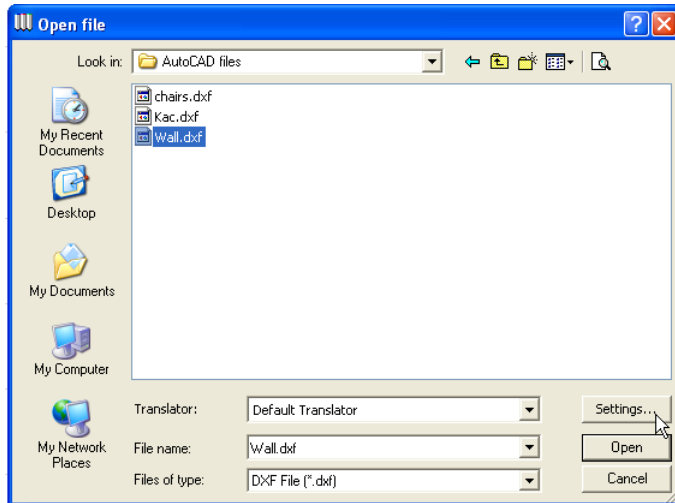 Open file
Look in:
AutoCAD files
chairs.dxf
Kac.dxf
Wall.dxf
My Recent
Documents
Desktop
My Documents
My Computer
My Network
Places
Translator:
Default Translator
Settings...
File name:
Wall.dxf
Open
Files of type:
DXF File (*.dxf)
Cancel